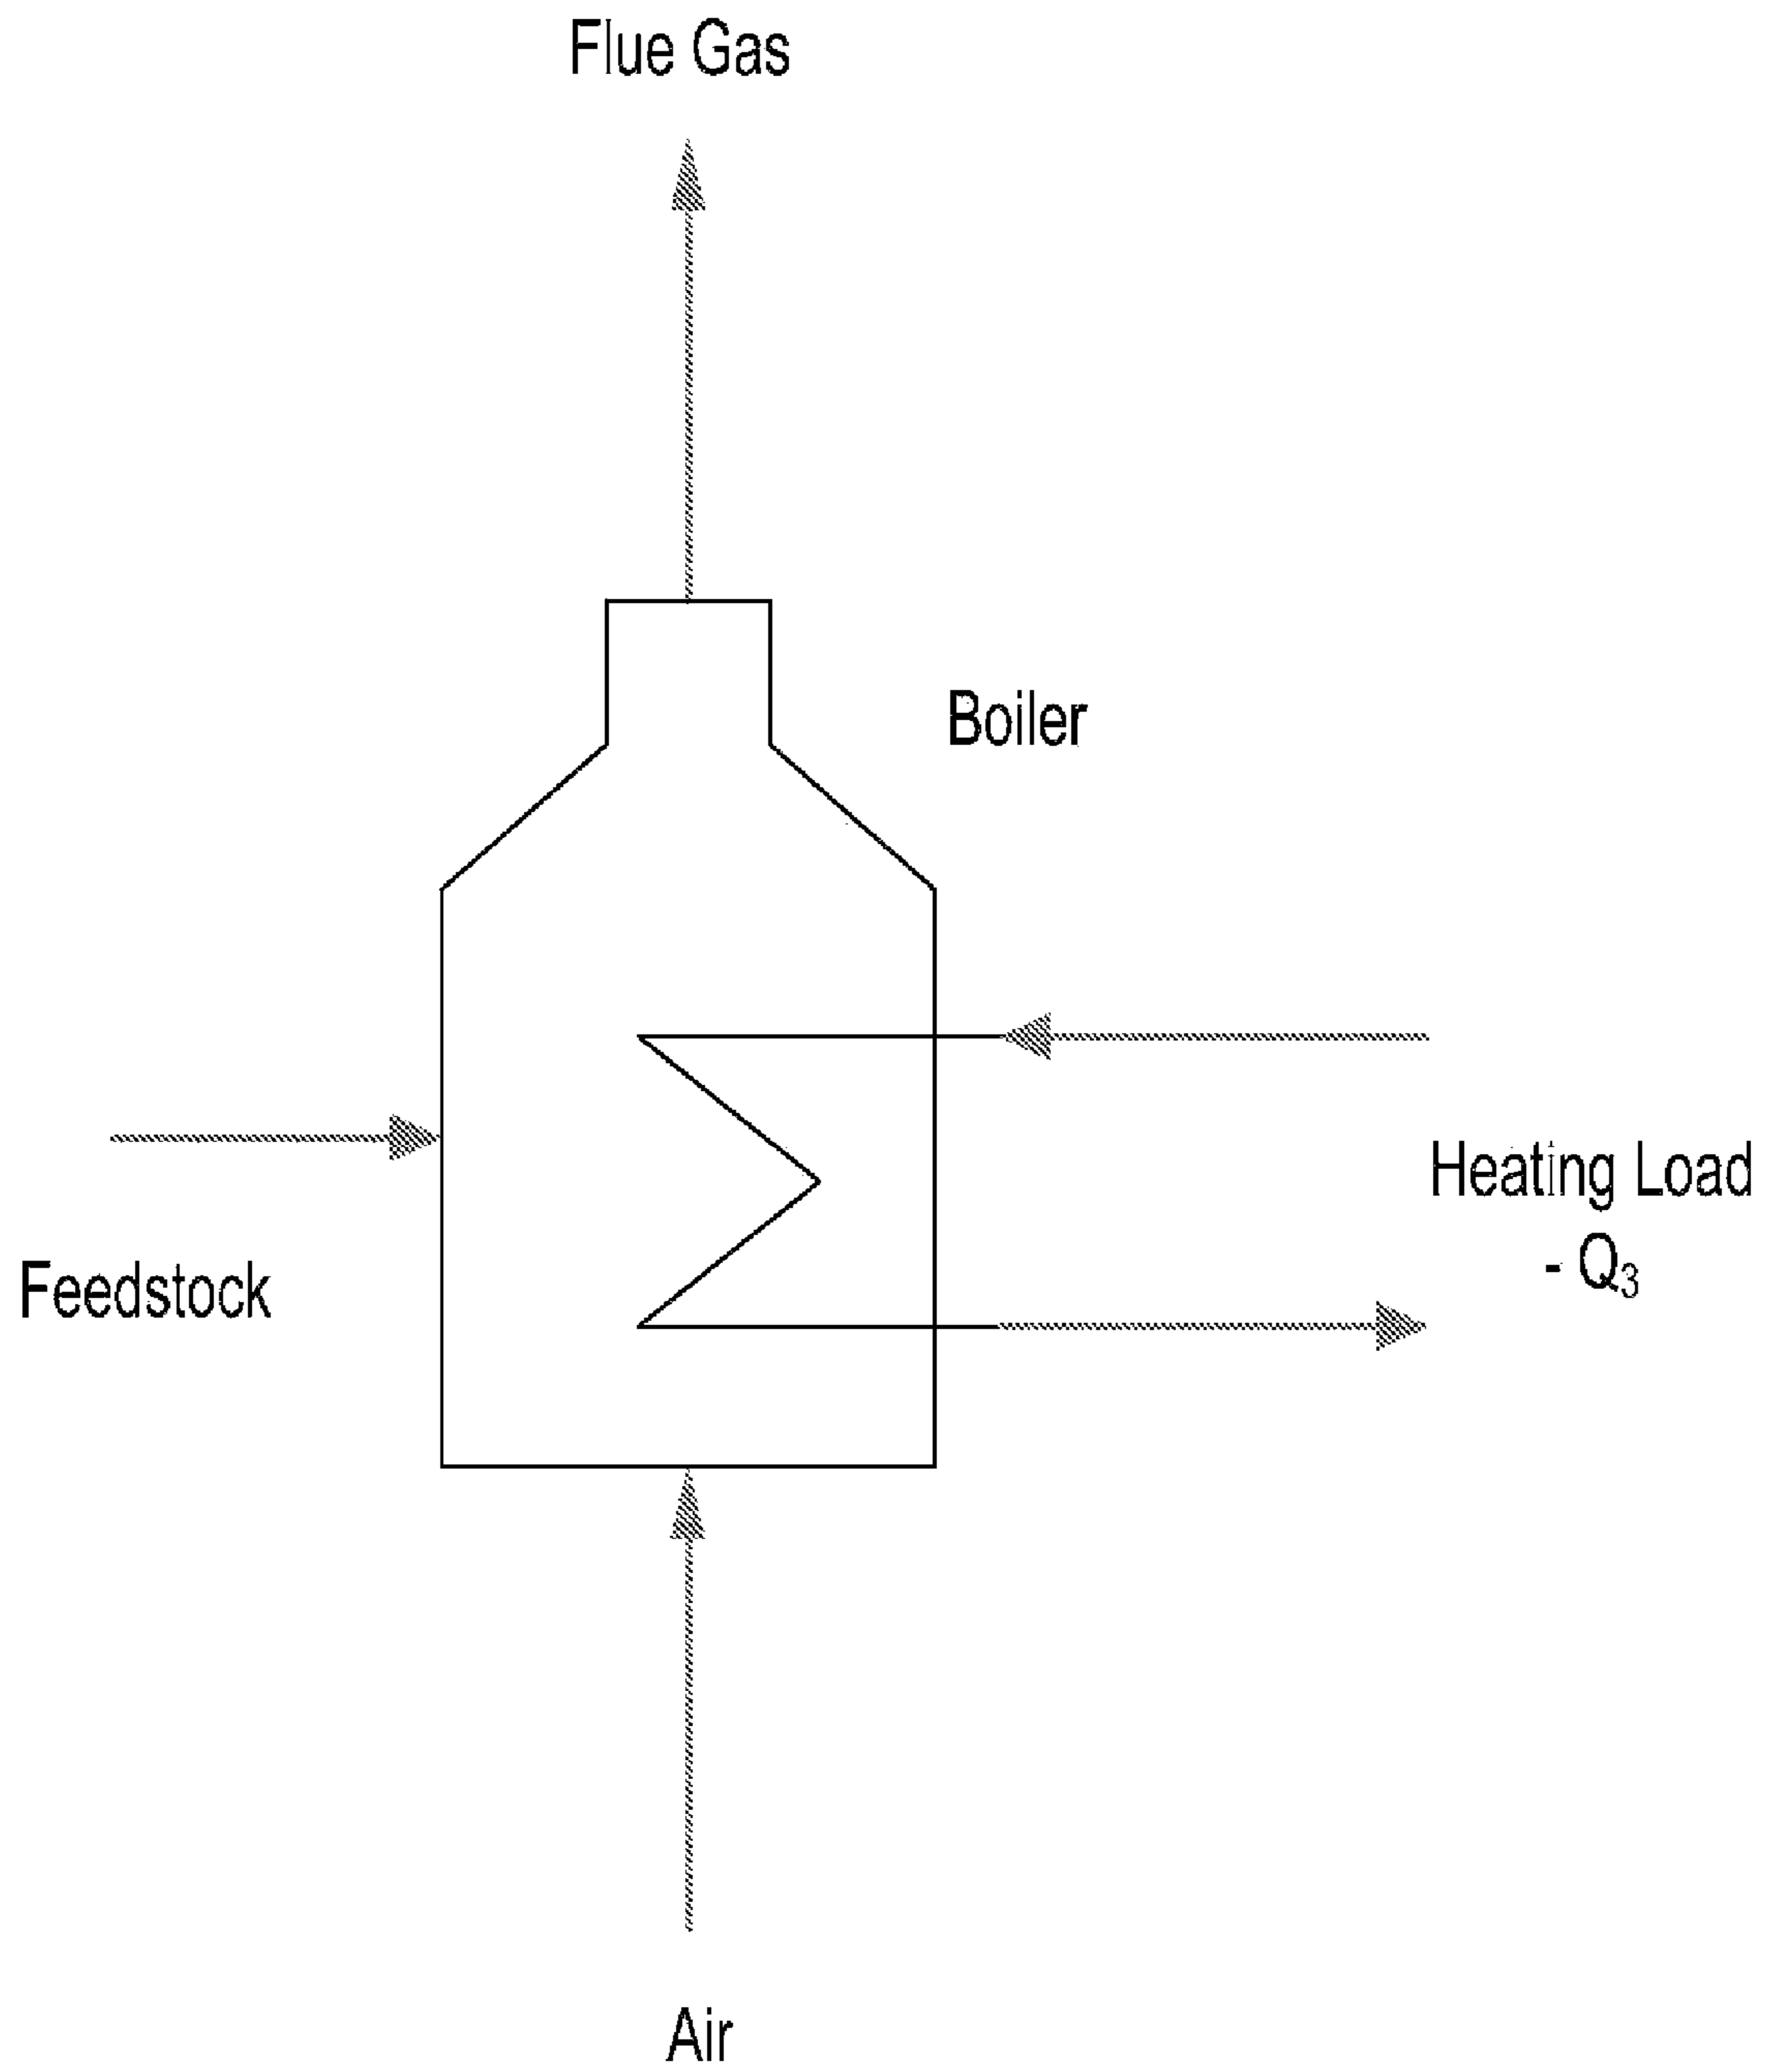 Flue Gas
Boiler
Heating Load
- Q₃
Feedstock
Air